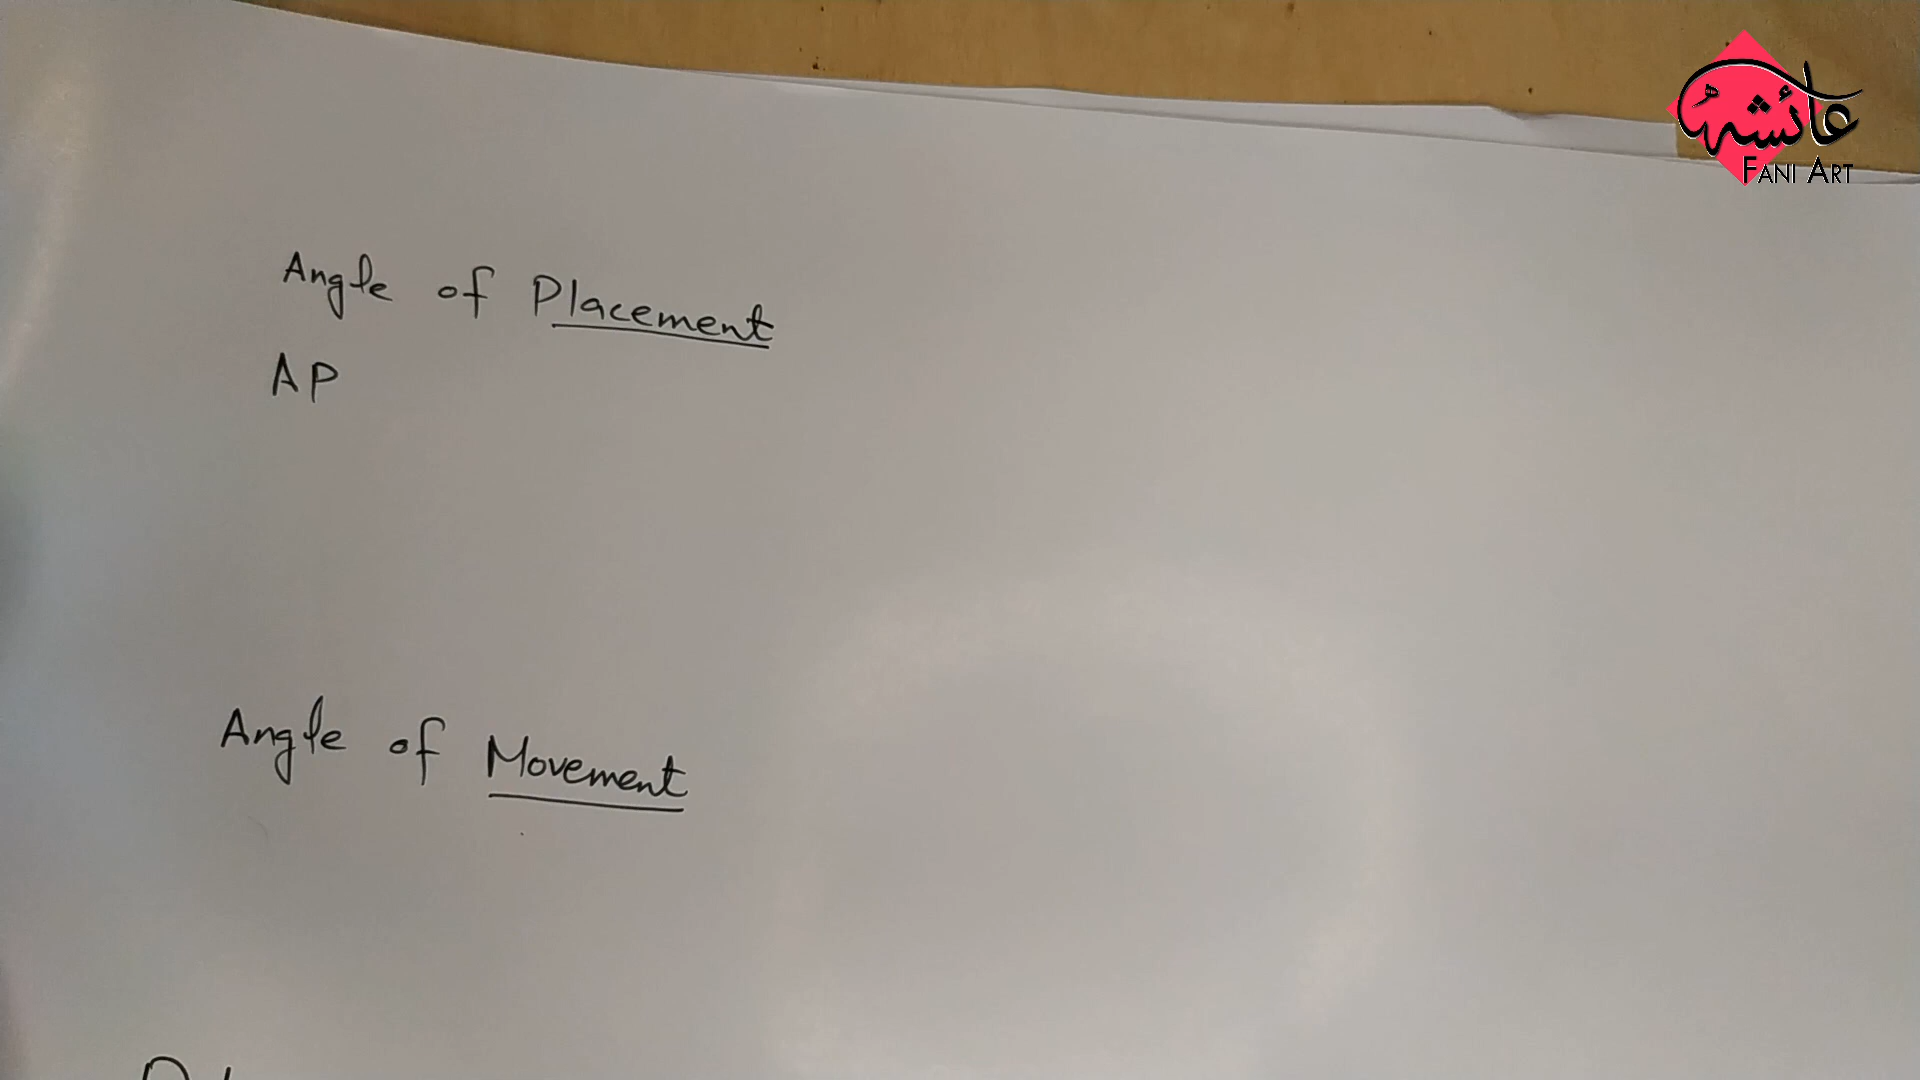 عائشہ
FANI ART
Angle of Placement
AP
Angle of Movement